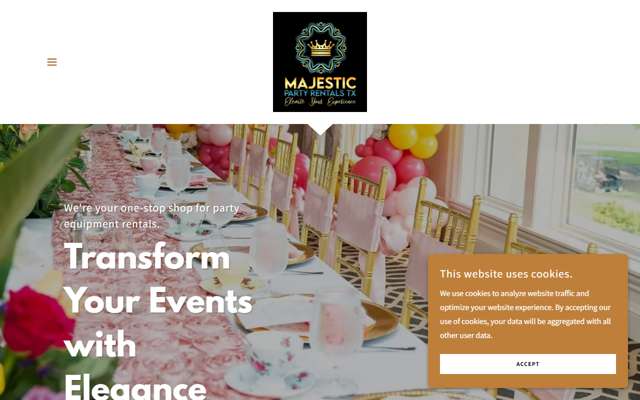 MAJESTIC
PARTY RENTALS TX
Elevate Your Experience
We're your one-stop shop for party
equipment rentals.
Transform
Your Events
with
Elegance
This website uses cookies.
We use cookies to analyze website traffic and
optimize your website experience. By accepting our
use of cookies, your data will be aggregated with all
other user data.
ACCEPT